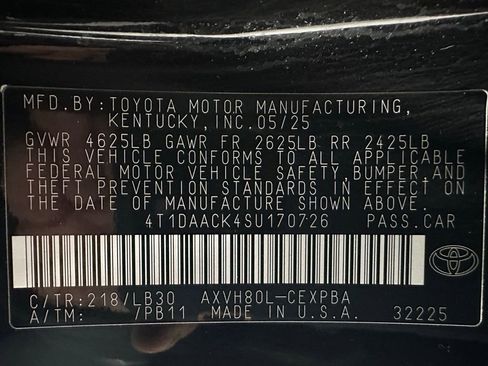 MFD.BY:TOYOTA MOTOR MANUFACTURING,
KENTUCKY,INC.05/25
GVWR 4625LB GAWR FR 2625LB RR 2425LB
THIS VEHICLE CONFORMS TO ALL APPLICABLE
FEDERAL MOTOR VEHICLE SAFETY,BUMPER,AND
THEFT PREVENTION STANDARDS IN EFFECT ON
THE DATE OF MANUFACTURE SHOWN ABOVE.
4T1DAACK4SU170726 PASS.CAR
C/TR:218/LB30 AXVH80L-CEXPBA
A/TM: /PB11 MADE IN U.S.A. 32225